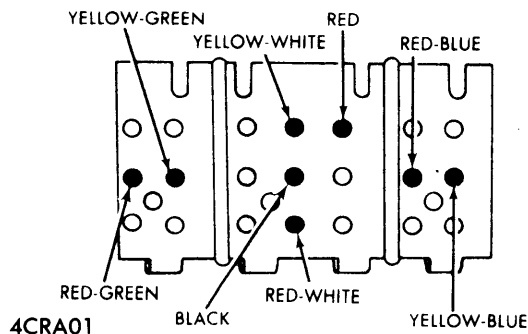 YELLOW-GREEN
RED
YELLOW-WHITE
RED-BLUE
RED-GREEN
BLACK
RED-WHITE
YELLOW-BLUE
4CRA01